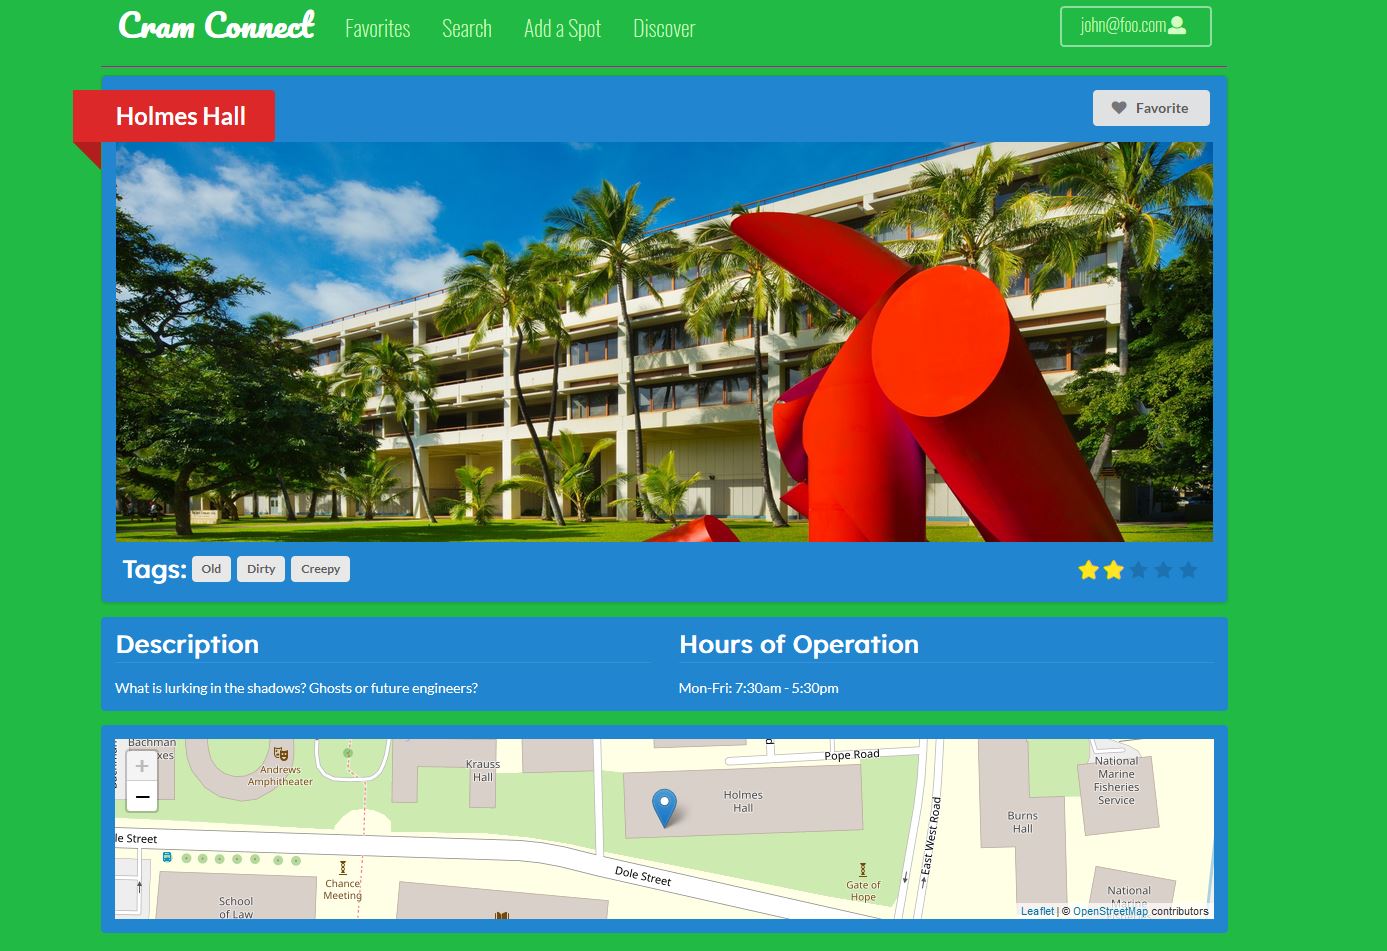 Cram Connect Favorites Search Add a Spot Discover john@foo.com
Holmes Hall
Favorite
Tags: Old Dirty Creepy
Description
What is lurking in the shadows? Ghosts or future engineers?
Hours of Operation
Mon-Fri: 7:30am - 5:30pm
Bachman
+
−
Andrews
Amphitheater
Krauss
Hall
Pope Road
Holmes
Hall
National
Marine
Fisheries
Service
Burns
Hall
East West Road
le Street
Dole Street
Chance
Meeting
Gate of
Hope
School
of Law
National
Leaflet | © OpenStreetMap contributors